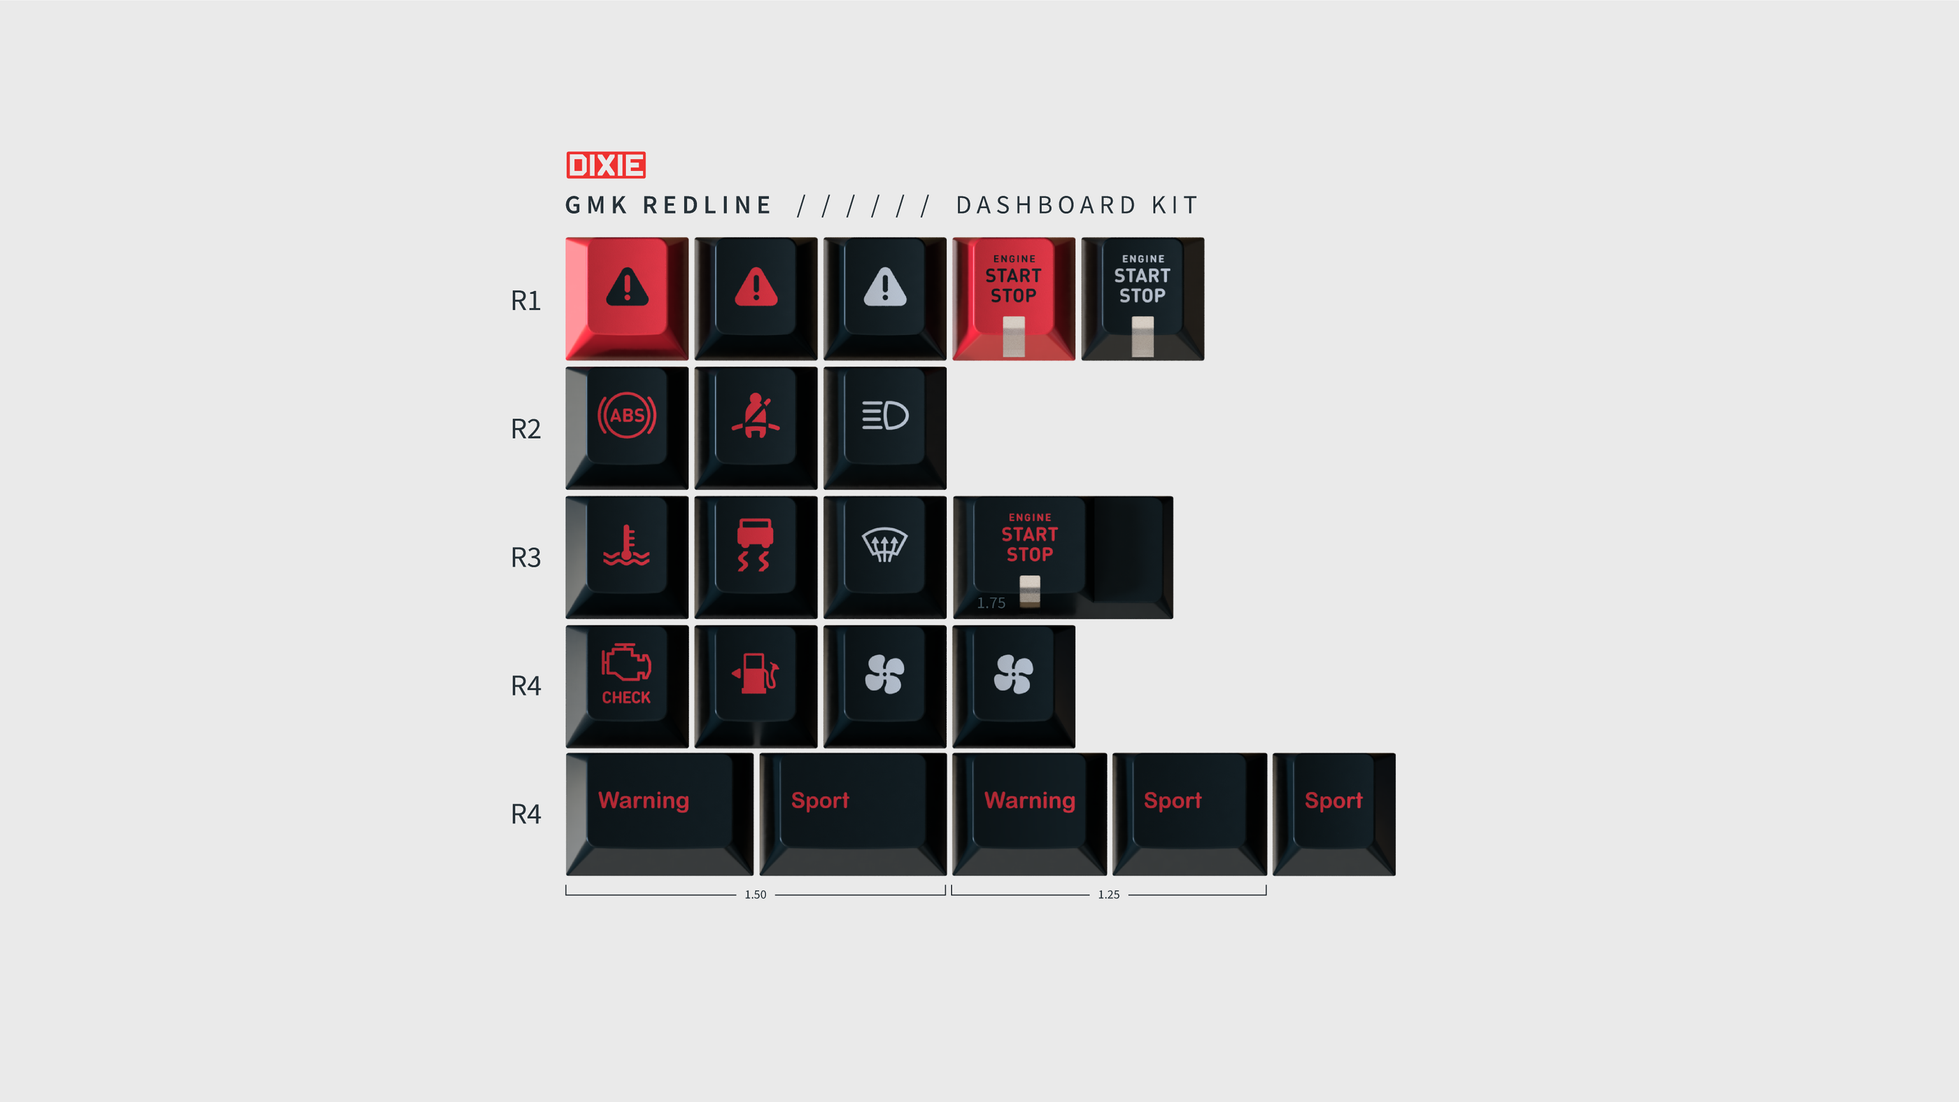 DIXIE
GMK REDLINE ////// DASHBOARD KIT
R1
ENGINE
START
STOP
ENGINE
START
STOP
R2
ABS
R3
ENGINE
START
STOP
1.75
R4
CHECK
R4
Warning
Sport
Warning
Sport
Sport
1.50
1.25